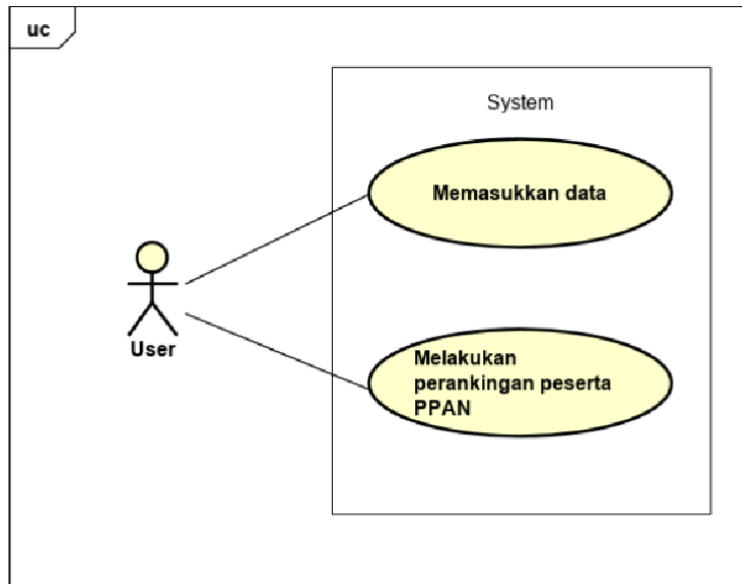 uc
System
Memasukkan data
User
Melakukan
perankingan peserta
PPAN